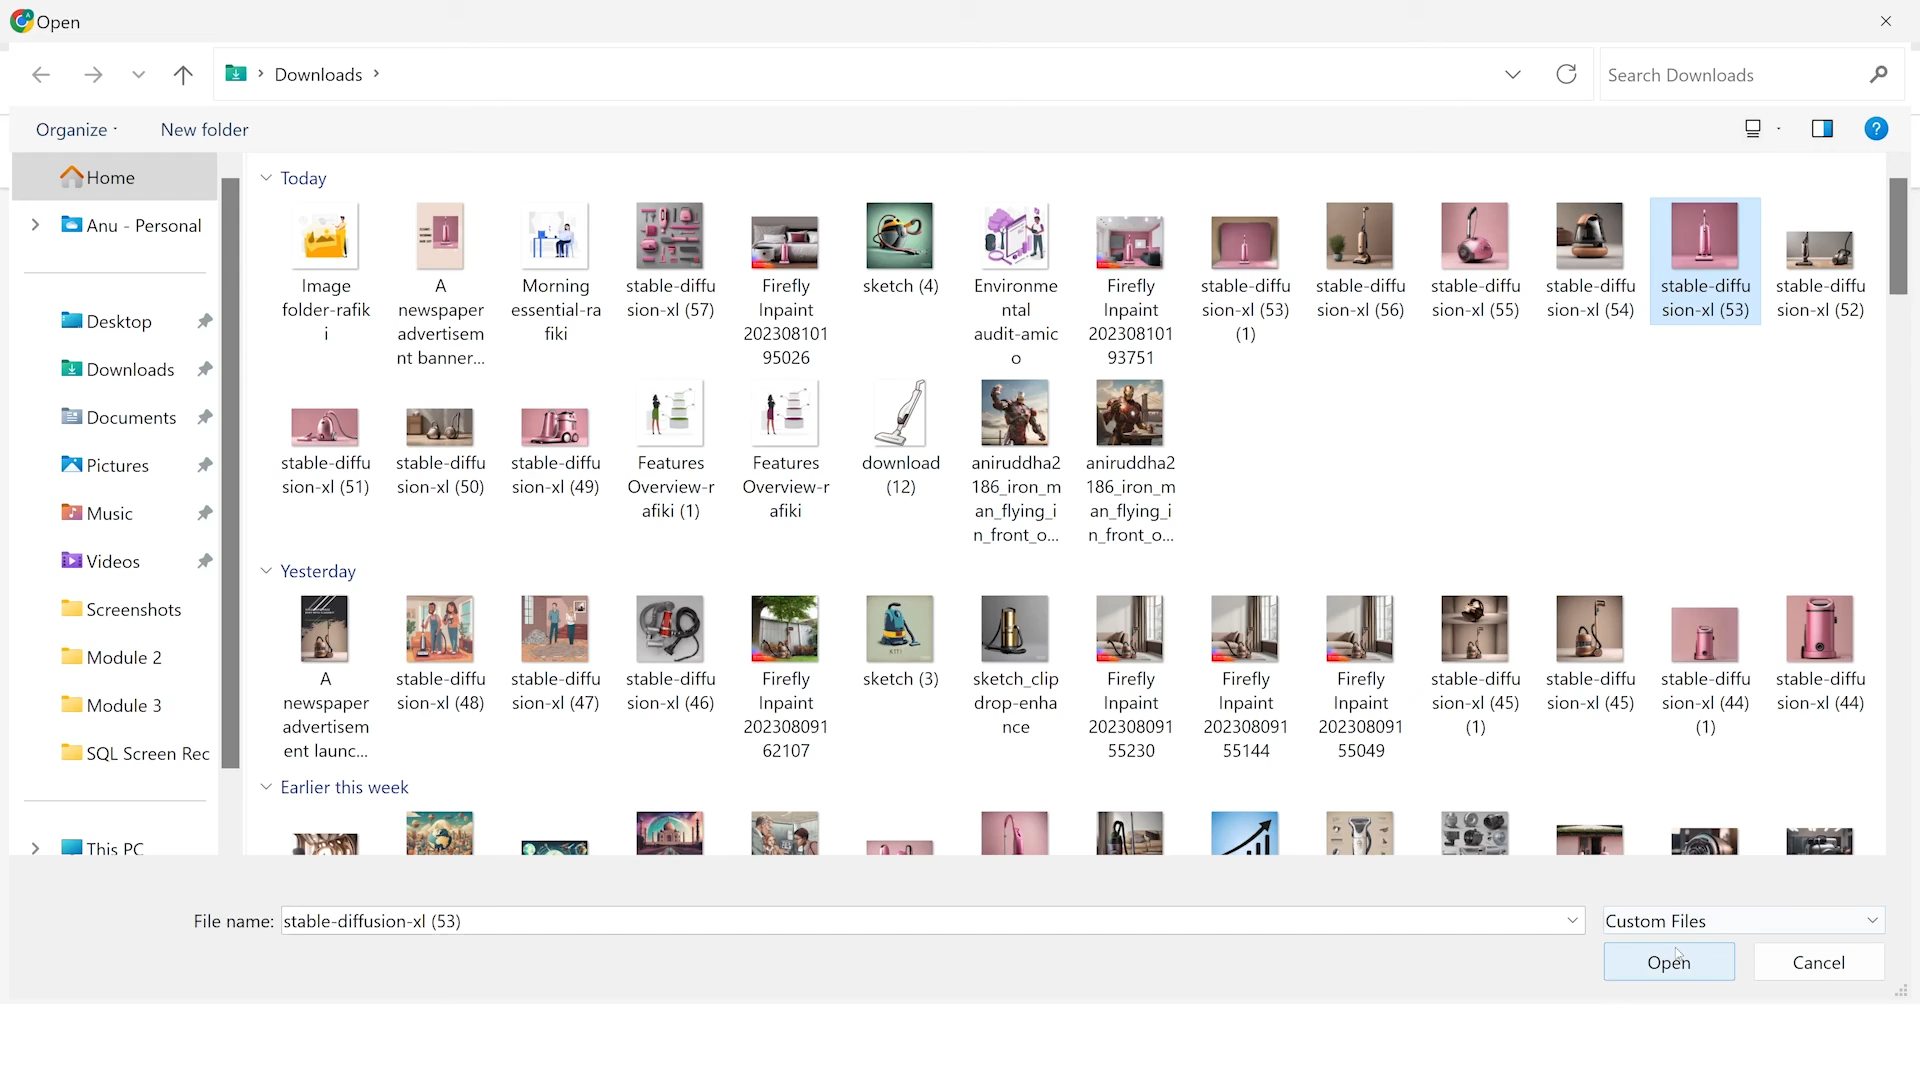 Open
Downloads
Search Downloads
Organize
New folder
Home
Anu - Personal
Desktop
Downloads
Documents
Pictures
Music
Videos
Screenshots
Module 2
Module 3
SQL Screen Rec
This PC
Today
Image
folder-rafik
i
A
newspaper
advertisem
nt banner...
Morning
essential-ra
fiki
stable-diffu
sion-xl (57)
Firefly
Inpaint
202308101
95026
sketch (4)
Environme
ntal
audit-amic
o
Firefly
Inpaint
202308101
93751
stable-diffu
sion-xl (53)
(1)
stable-diffu
sion-xl (56)
stable-diffu
sion-xl (55)
stable-diffu
sion-xl (54)
stable-diffu
sion-xl (53)
stable-diffu
sion-xl (52)
stable-diffu
sion-xl (51)
stable-diffu
sion-xl (50)
stable-diffu
sion-xl (49)
Features
Overview-r
afiki (1)
Features
Overview-r
afiki
download
(12)
aniruddha2
186_iron_m
an_flying_i
n_front_o...
aniruddha2
186_iron_m
an_flying_i
n_front_o...
Yesterday
A
newspaper
advertisem
ent launc...
stable-diffu
sion-xl (48)
stable-diffu
sion-xl (47)
stable-diffu
sion-xl (46)
Firefly
Inpaint
202308091
62107
sketch (3)
sketch_clip
drop-enha
nce
Firefly
Inpaint
202308091
55230
Firefly
Inpaint
202308091
55144
Firefly
Inpaint
202308091
55049
stable-diffu
sion-xl (45)
(1)
stable-diffu
sion-xl (45)
stable-diffu
sion-xl (44)
(1)
stable-diffu
sion-xl (44)
Earlier this week
File name: stable-diffusion-xl (53)
Custom Files
Open
Cancel